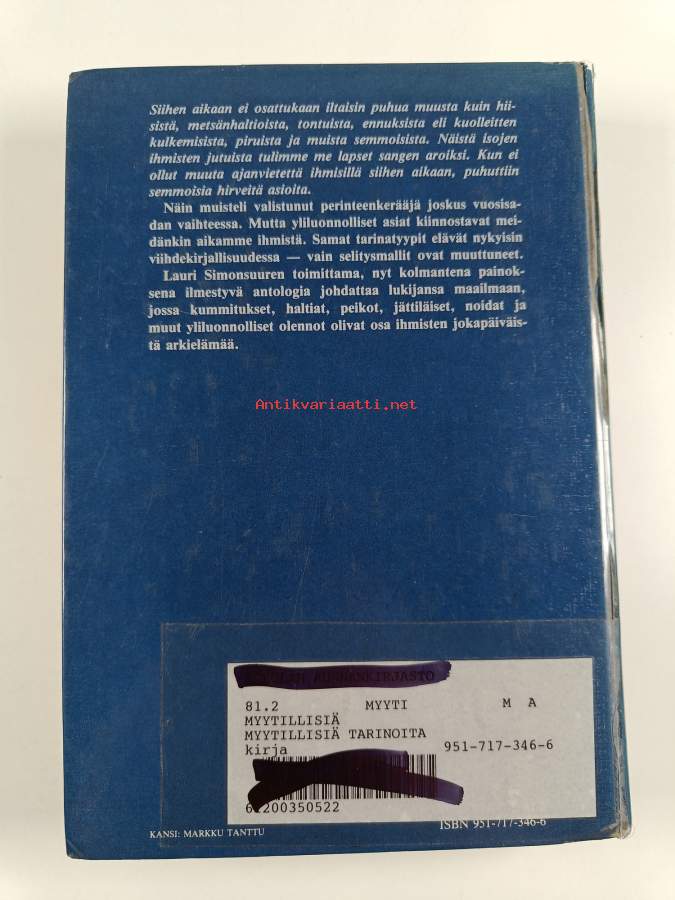 Siihen aikaan ei osattukaan iltaisin puhua muusta kuin hii-
sistä, metsänhaltioista, tontuista, ennuksista eli kuolleitten
kulkemisista, piruista ja muista semmoisista. Näistä isojen
ihmisten jutuista tulimme me lapset sangen aroiksi. Kun ei
ollut muuta ajanvietettä ihmisillä siihen aikaan, puhuttiin
semmoisia hirveitä asioita.
Näin muisteli valistunut perinteenkerääjä joskus vuosisa-
dan vaihteessa. Mutta yliluonnolliset asiat kiinnostavat mei-
dänkin aikamme ihmistä. Samat tarinatyypit elävät nykyisin
viihdekirjallisuudessa — vain selitysmallit ovat muuttuneet.
Lauri Simonsuuren toimittama, nyt kolmantena painok-
sena ilmestyvä antologia johdattaa lukijansa maailmaan,
jossa kummitukset, haltiat, peikot, jättiläiset, noidat ja
muut yliluonnolliset olennot olivat osa ihmisten jokapäiväis-
tä arkielämää.
Antikvariaatti.net
81.2 MYYTI M A
MYYTILLISIÄ
MYYTILLISIÄ TARINOITA
kirja 951-717-346-6
200350522
KANSI: MARKKU TANTTU
ISBN 951-717-346-6